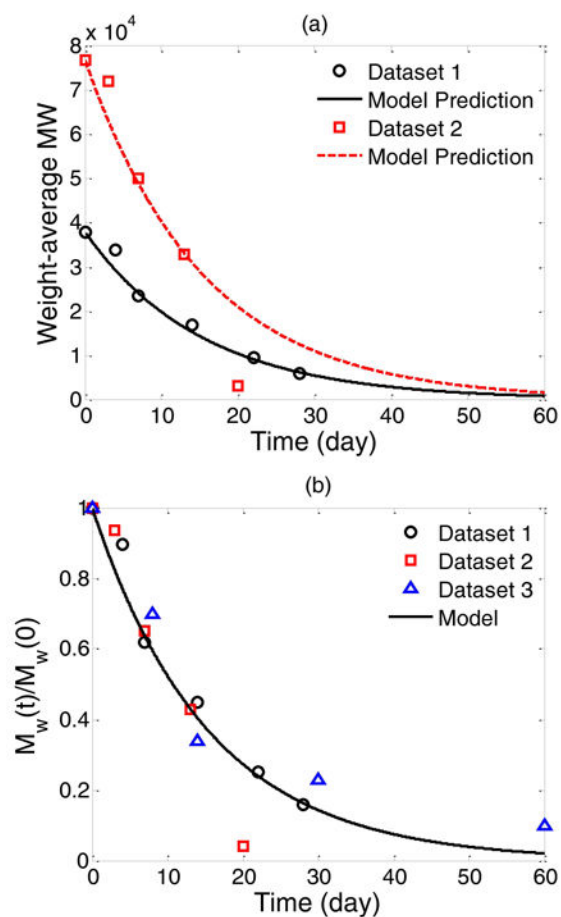 (a)
x 10^4
8
7
6
5
4
3
2
1
0
Weight-average MW
Dataset 1
Model Prediction
Dataset 2
Model Prediction
0 10 20 30 40 50 60
Time (day)
(b)
1
0.8
0.6
0.4
0.2
0
M_w(t)/M_w(0)
Dataset 1
Dataset 2
Dataset 3
Model
0 10 20 30 40 50 60
Time (day)